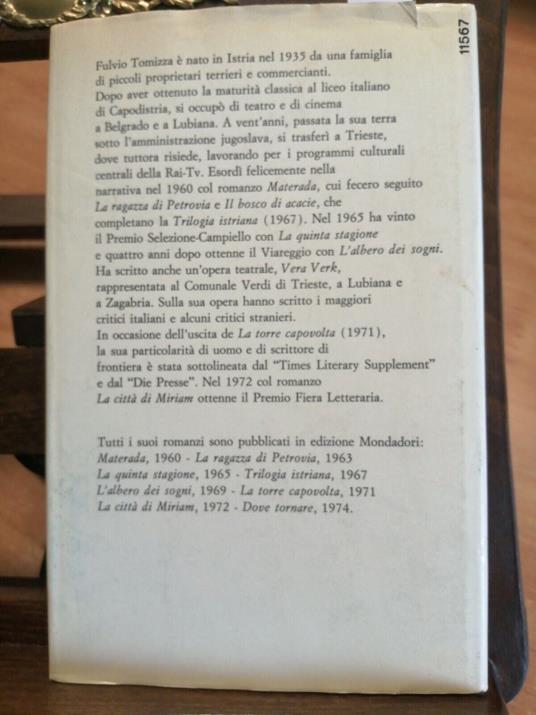 11567
Fulvio Tomizza è nato in Istria nel 1935 da una famiglia
di piccoli proprietari terrieri e commercianti.
Dopo aver ottenuto la maturità classica al liceo italiano
di Capodistria, si occupò di teatro e di cinema
a Belgrado e a Lubiana. A vent'anni, passata la sua terra
sotto l'amministrazione jugoslava, si trasferì a Trieste,
dove tuttora risiede, lavorando per i programmi culturali
centrali della Rai-Tv. Esordì felicemente nella
narrativa nel 1960 col romanzo Materada, cui fecero seguito
La ragazza di Petrovia e Il bosco di acacie, che
completano la Trilogia istriana (1967). Nel 1965 ha vinto
il Premio Selezione-Campiello con La quinta stagione
e quattro anni dopo ottenne il Viareggio con L'albero dei sogni.
Ha scritto anche un'opera teatrale, Vera Verk,
rappresentata al Comunale Verdi di Trieste, a Lubiana e
a Zagabria. Sulla sua opera hanno scritto i maggiori
critici italiani e alcuni critici stranieri.
In occasione dell'uscita de La torre capovolta (1971),
la sua particolarità di uomo e di scrittore di
frontiera è stata sottolineata dal "Times Literary Supplement"
e dal "Die Presse". Nel 1972 col romanzo
La città di Miriam ottenne il Premio Fiera Letteraria.
Tutti i suoi romanzi sono pubblicati in edizione Mondadori:
Materada, 1960 - La ragazza di Petrovia, 1963
La quinta stagione, 1965 - Trilogia istriana, 1967
L'albero dei sogni, 1969 - La torre capovolta, 1971
La città di Miriam, 1972 - Dove tornare, 1974.